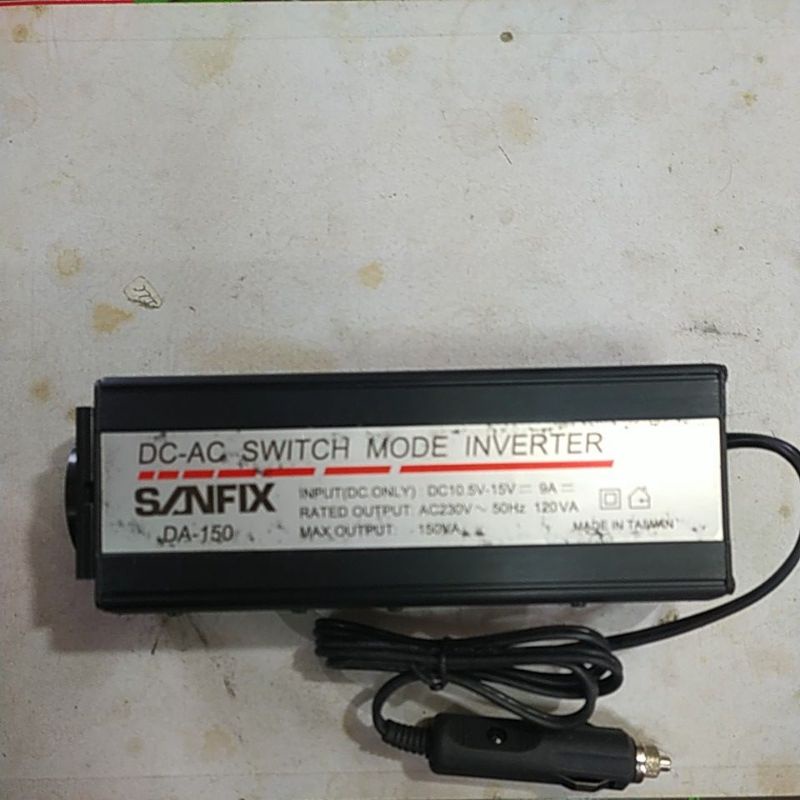 DC-AC SWITCH MODE INVERTER
SANFIX
DA-150
INPUT(DC ONLY) : DC10.5V-15V⎓ 9A⎓
RATED OUTPUT: AC230V~ 50Hz 120VA
MAX OUTPUT: 150VA
MADE IN TAIWAN